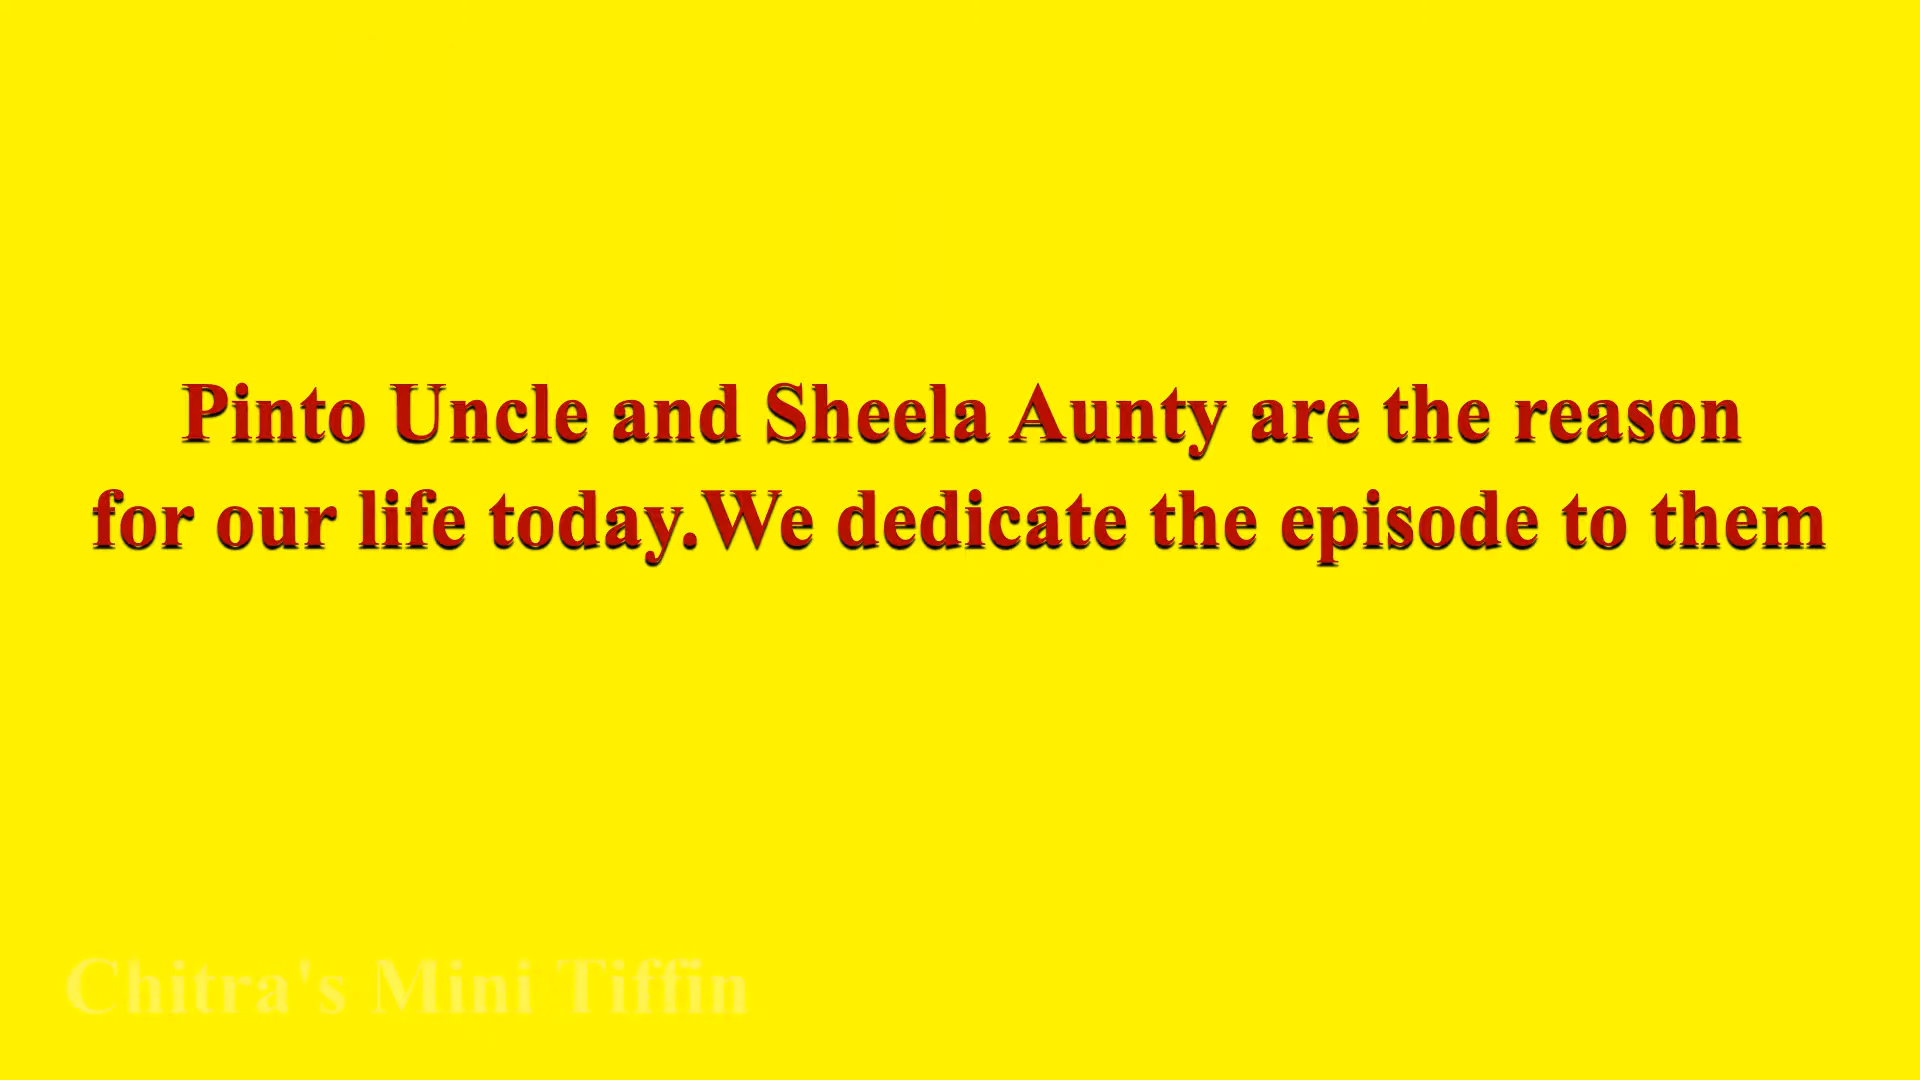 Pinto Uncle and Sheela Aunty are the reason
for our life today.We dedicate the episode to them
Chitra's Mini Tiffin